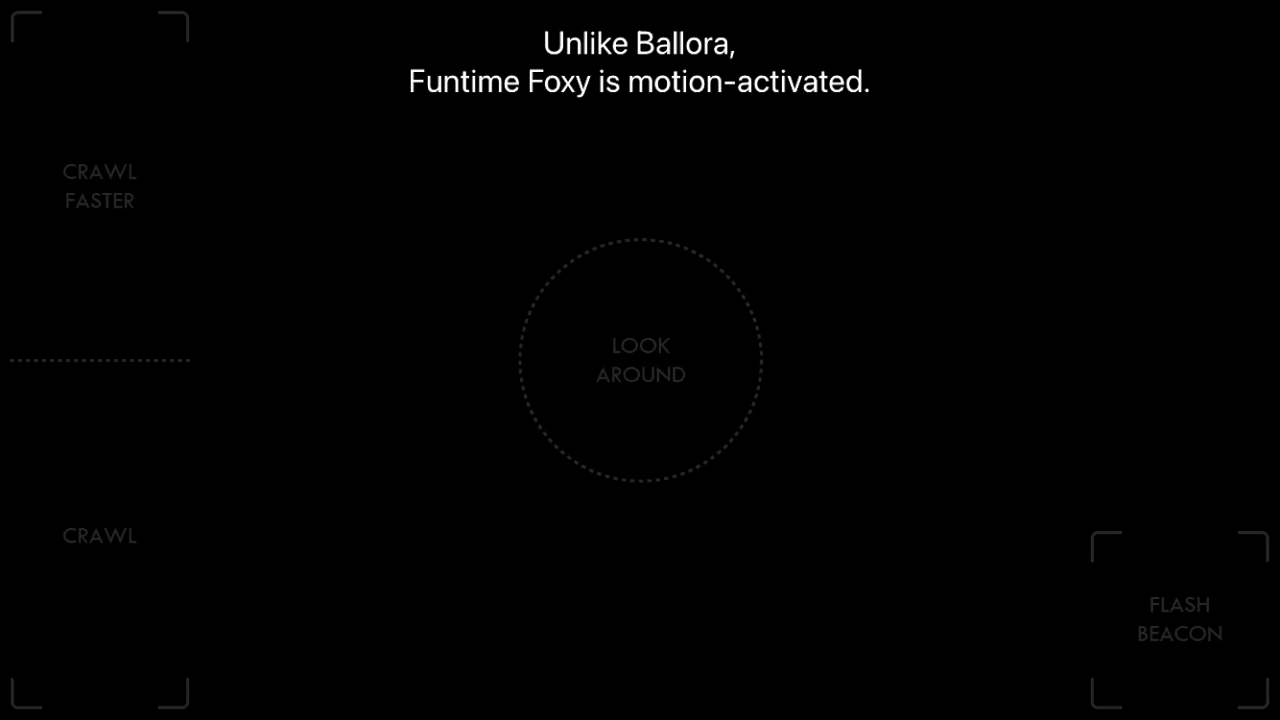 Unlike Ballora,
Funtime Foxy is motion-activated.
CRAWL
FASTER
LOOK
AROUND
CRAWL
FLASH
BEACON